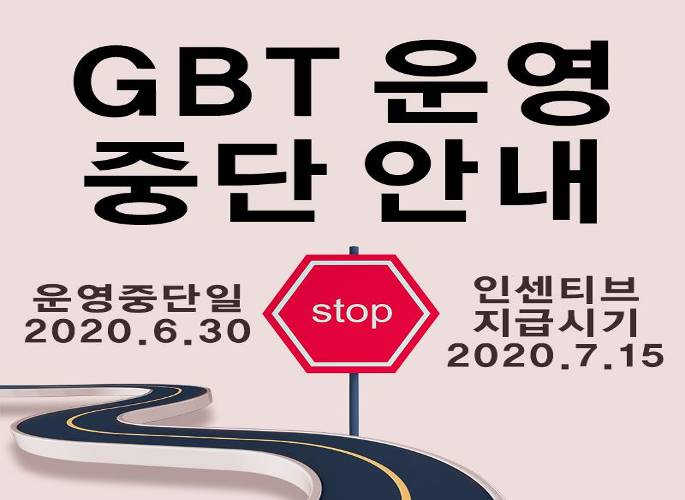 GBT 운영
중단 안내
운영중단일
2020.6.30
stop
인센티브
지급시기
2020.7.15